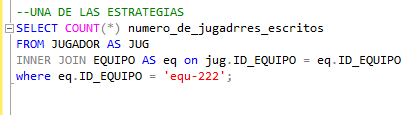 --UNA DE LAS ESTRATEGIAS
SELECT COUNT(*) numero_de_jugadrres_escritos
FROM JUGADOR AS JUG
INNER JOIN EQUIPO AS eq on jug.ID_EQUIPO = eq.ID_EQUIPO
where eq.ID_EQUIPO = 'equ-222';